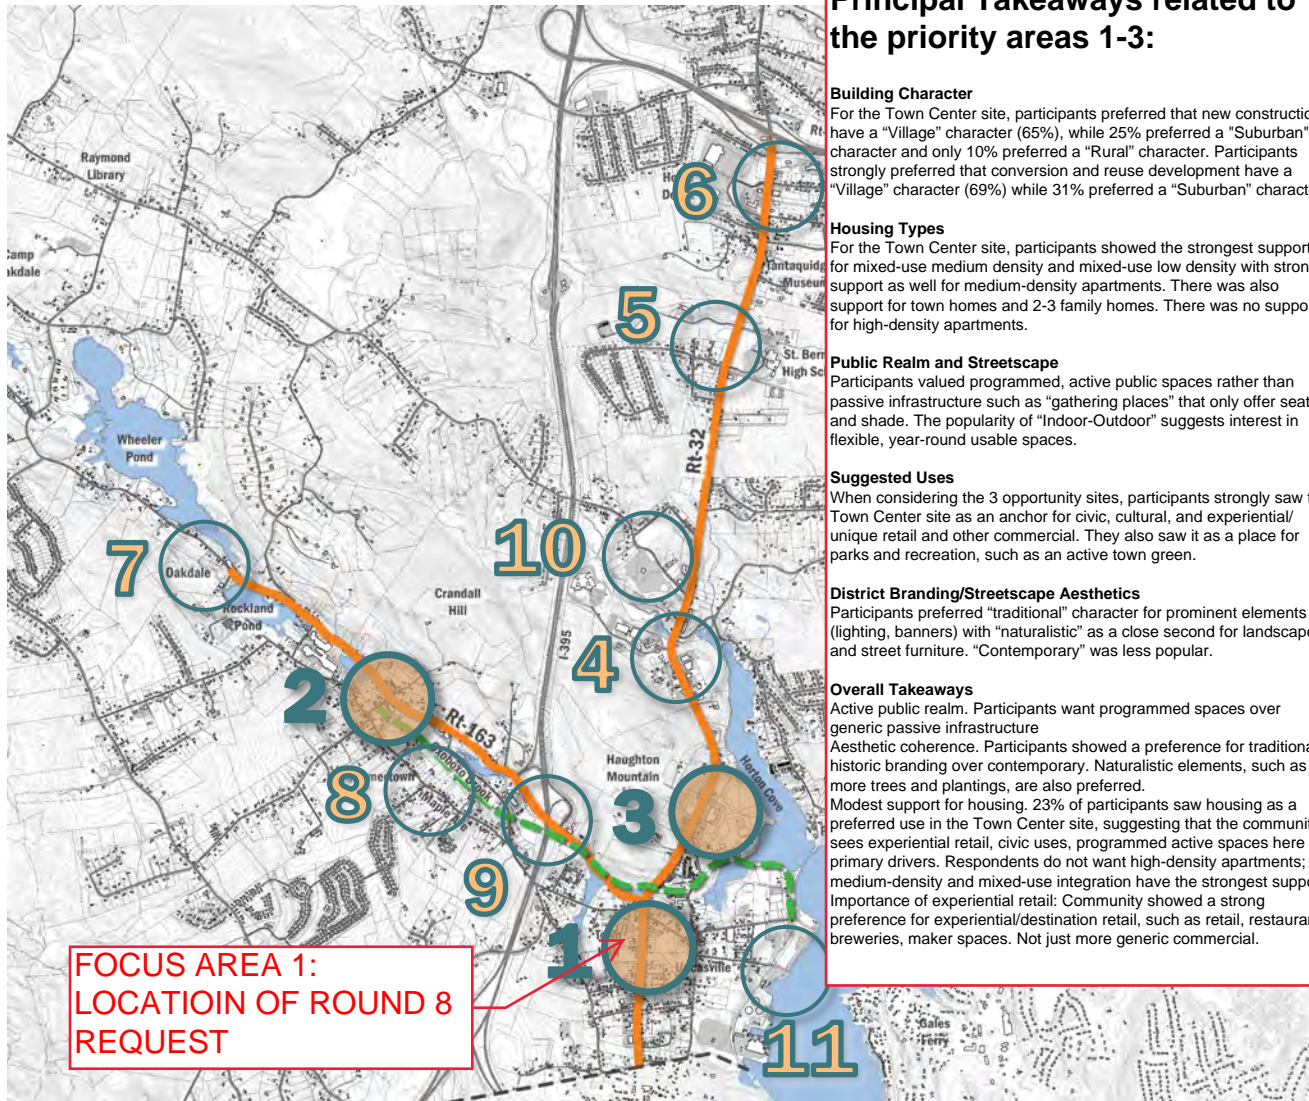 Principal Takeaways related to
the priority areas 1-3:
Building Character
For the Town Center site, participants preferred that new constructio
have a “Village” character (65%), while 25% preferred a "Suburban"
character and only 10% preferred a “Rural” character. Participants
strongly preferred that conversion and reuse development have a
“Village” character (69%) while 31% preferred a “Suburban” charact
Housing Types
For the Town Center site, participants showed the strongest support
for mixed-use medium density and mixed-use low density with stron
support as well for medium-density apartments. There was also
support for town homes and 2-3 family homes. There was no suppo
for high-density apartments.
Public Realm and Streetscape
Participants valued programmed, active public spaces rather than
passive infrastructure such as “gathering places” that only offer seat
and shade. The popularity of “Indoor-Outdoor” suggests interest in
flexible, year-round usable spaces.
Suggested Uses
When considering the 3 opportunity sites, participants strongly saw t
Town Center site as an anchor for civic, cultural, and experiential/
unique retail and other commercial. They also saw it as a place for
parks and recreation, such as an active town green.
District Branding/Streetscape Aesthetics
Participants preferred “traditional” character for prominent elements
(lighting, banners) with “naturalistic” as a close second for landscap
and street furniture. “Contemporary” was less popular.
Overall Takeaways
Active public realm. Participants want programmed spaces over
generic passive infrastructure
Aesthetic coherence. Participants showed a preference for traditiona
historic branding over contemporary. Naturalistic elements, such as
more trees and plantings, are also preferred.
Modest support for housing. 23% of participants saw housing as a
preferred use in the Town Center site, suggesting that the communit
sees experiential retail, civic uses, programmed active spaces here
primary drivers. Respondents do not want high-density apartments;
medium-density and mixed-use integration have the strongest suppo
Importance of experiential retail: Community showed a strong
preference for experiential/destination retail, such as retail, restauran
breweries, maker spaces. Not just more generic commercial.
Raymond
Library
Rt-
6
Tantaquidg
Museum
5
St. Bern
High Sc
Rt-32
Wheeler
Pond
10
7
Oakdale
Rockland
Pond
Crandall
Hill
I-395
4
2
Rt-163
8
Haughton
Mountain
3
Horton Cove
9
1
11
Gales
Ferry
FOCUS AREA 1:
LOCATIOIN OF ROUND 8
REQUEST